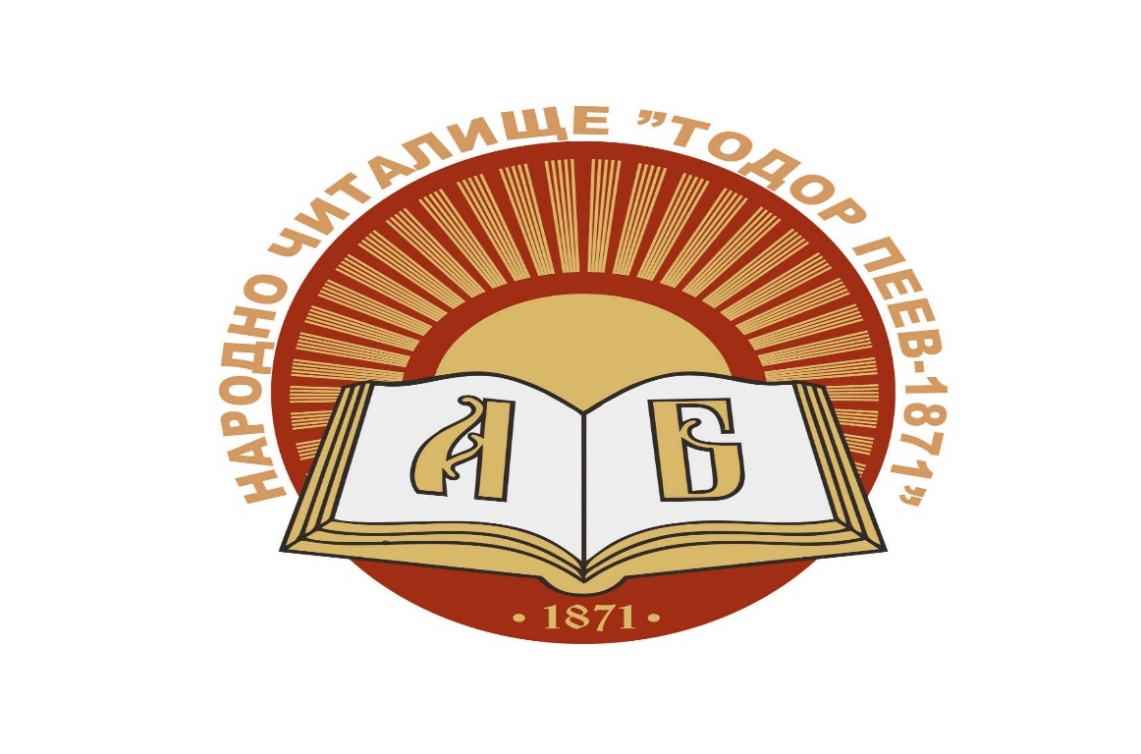 НАРОДНО ЧИТАЛИЩЕ "ТОДОР ПЕЕВ-1871"
А Б
· 1871 ·